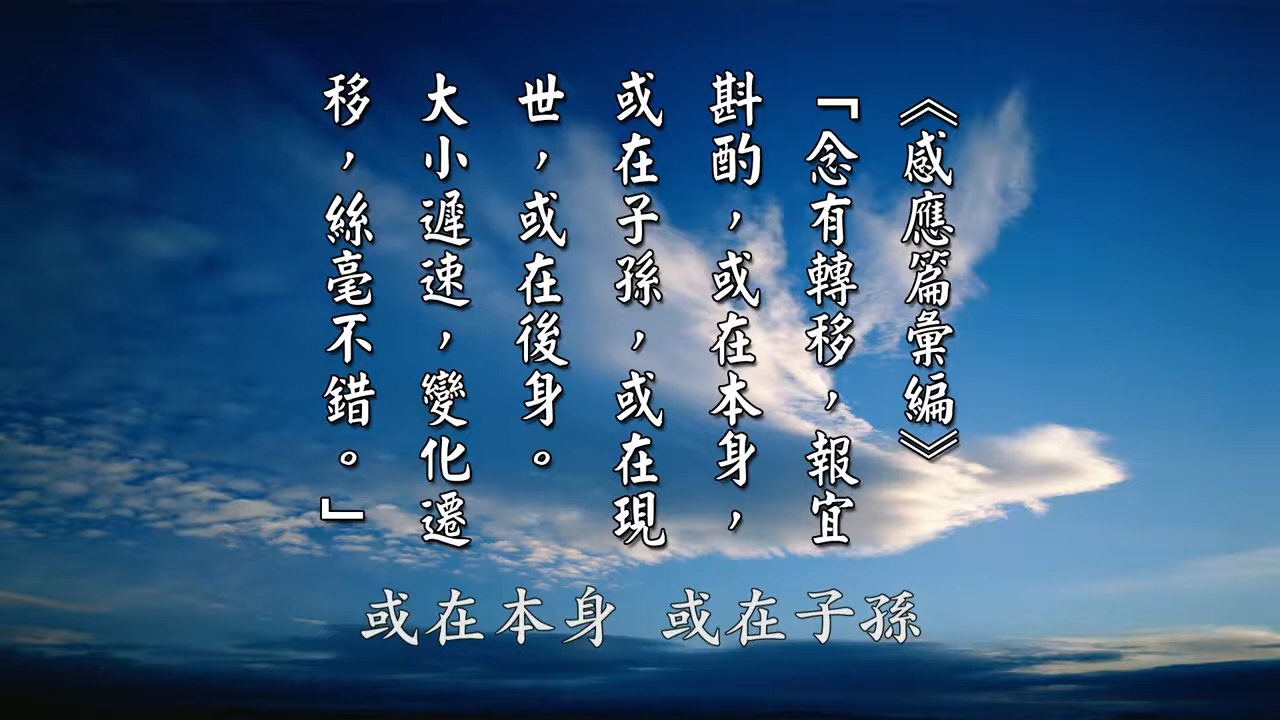 《感應篇彙編》
「念有轉移，報宜
斟酌，或在本身，
或在子孫，或在現
世，或在後身。
大小遲速，變化遷
移，絲毫不錯。」
或在本身 或在子孫